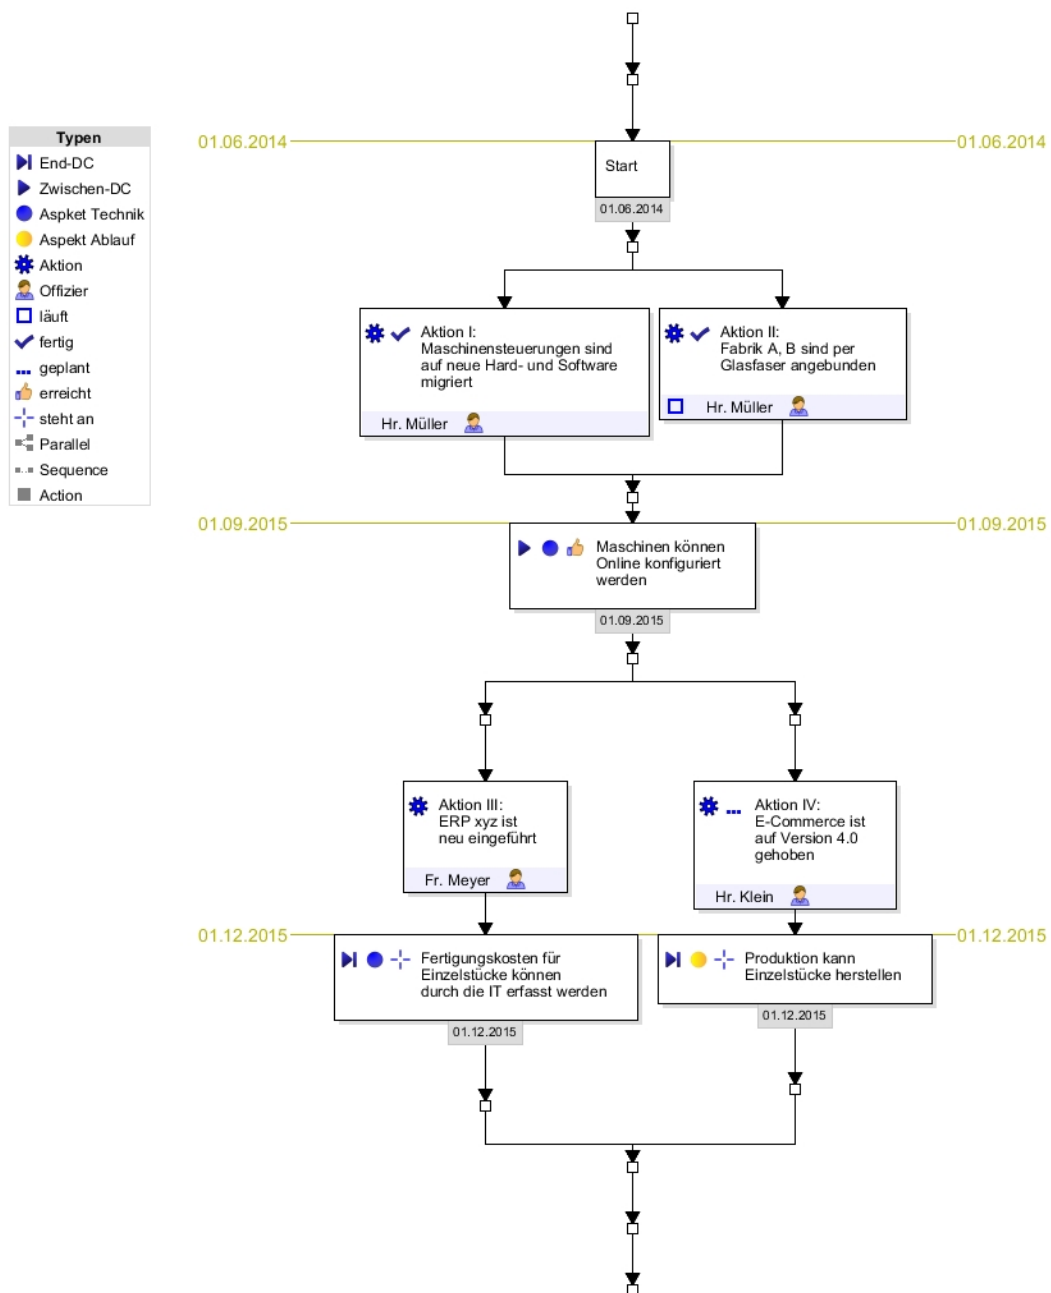 01.06.2014
01.06.2014
Typen
End-DC
Zwischen-DC
Aspket Technik
Aspekt Ablauf
Aktion
Offizier
läuft
fertig
geplant
erreicht
steht an
Parallel
Sequence
Action
Start
01.06.2014
Aktion I:
Maschinensteuerungen sind
auf neue Hard- und Software
migriert
Hr. Müller
Aktion II:
Fabrik A, B sind per
Glasfaser angebunden
Hr. Müller
01.09.2015
01.09.2015
Maschinen können
Online konfiguriert
werden
01.09.2015
Aktion III:
ERP xyz ist
neu eingeführt
Fr. Meyer
Aktion IV:
E-Commerce ist
auf Version 4.0
gehoben
Hr. Klein
01.12.2015
01.12.2015
Fertigungskosten für
Einzelstücke können
durch die IT erfasst werden
01.12.2015
Produktion kann
Einzelstücke herstellen
01.12.2015